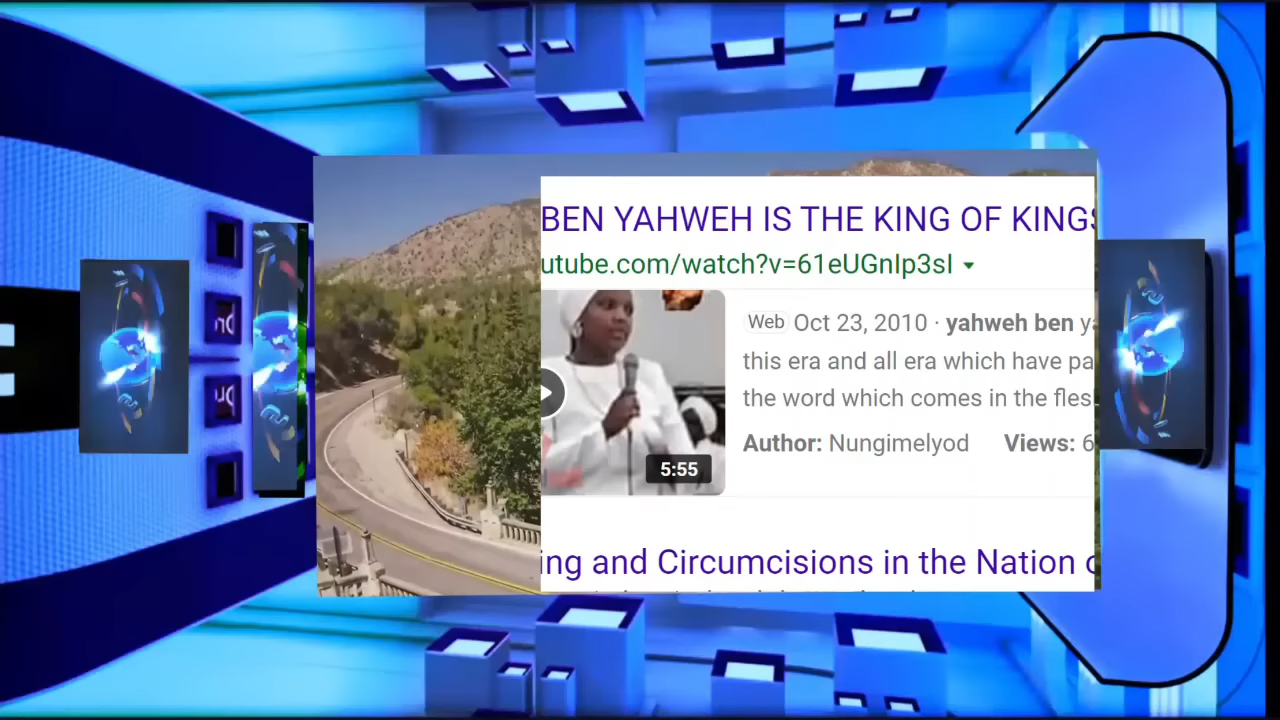 BEN YAHWEH IS THE KING OF KINGS
utube.com/watch?v=61eUGnIp3sI
Web Oct 23, 2010 · yahweh ben
this era and all era which have pa
the word which comes in the fles
Author: Nungimelyod Views: 6
5:55
ing and Circumcisions in the Nation